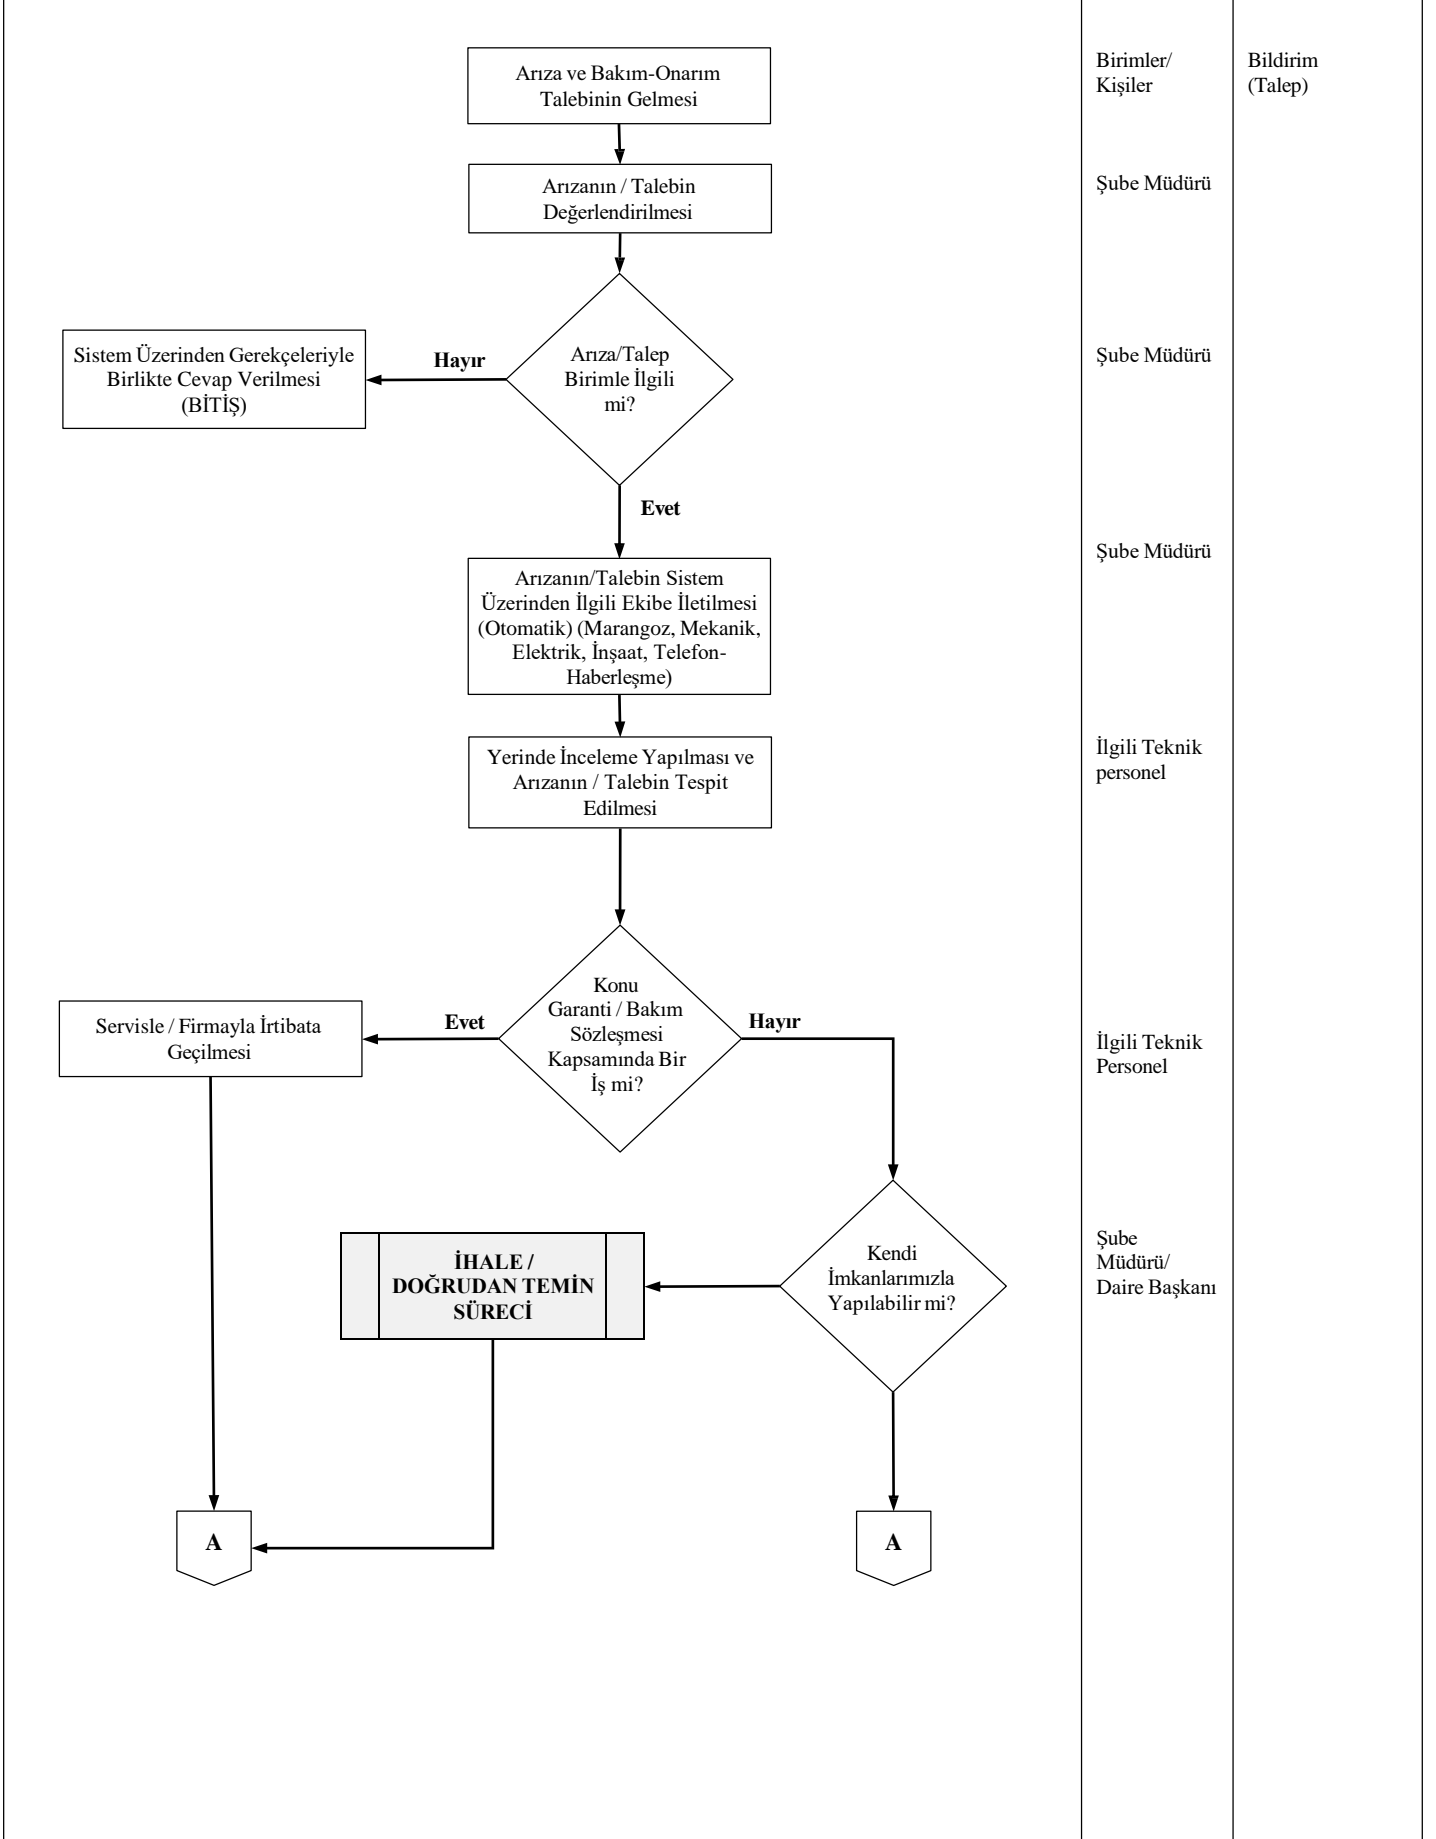 Arıza ve Bakım-Onarım
Talebinin Gelmesi
Birimler/
Kişiler
Bildirim
(Talep)
Arızanın / Talebin
Değerlendirilmesi
Şube Müdürü
Arıza/Talep
Birimle İlgili
mi?
Hayır
Sistem Üzerinden Gerekçeleriyle
Birlikte Cevap Verilmesi
(BİTİŞ)
Şube Müdürü
Evet
Arızanın/Talebin Sistem
Üzerinden İlgili Ekibe İletilmesi
(Otomatik) (Marangoz, Mekanik,
Elektrik, İnşaat, Telefon-
Haberleşme)
Şube Müdürü
Yerinde İnceleme Yapılması ve
Arızanın / Talebin Tespit
Edilmesi
İlgili Teknik
personel
Konu
Garanti / Bakım
Sözleşmesi
Kapsamında Bir
İş mi?
Evet
Hayır
Servisle / Firmayla İrtibata
Geçilmesi
İlgili Teknik
Personel
Kendi
İmkanlarımızla
Yapılabilir mi?
İHALE /
DOĞRUDAN TEMİN
SÜRECİ
Şube
Müdürü/
Daire Başkanı
A
A